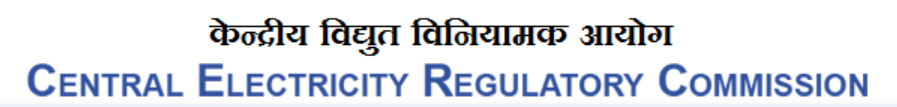 केन्द्रीय विद्युत विनियामक आयोग
CENTRAL ELECTRICITY REGULATORY COMMISSION